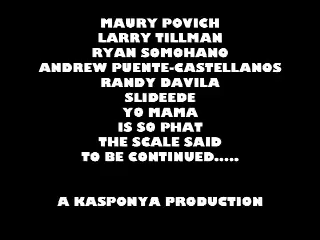 MAURY POVICH
LARRY TILLMAN
RYAN SOMOHANO
ANDREW PUENTE-CASTELLANOS
RANDY DAVILA
SLIDEEDE
YO MAMA
IS SO PHAT
THE SCALE SAID
TO BE CONTINUED.....
A KASPONYA PRODUCTION